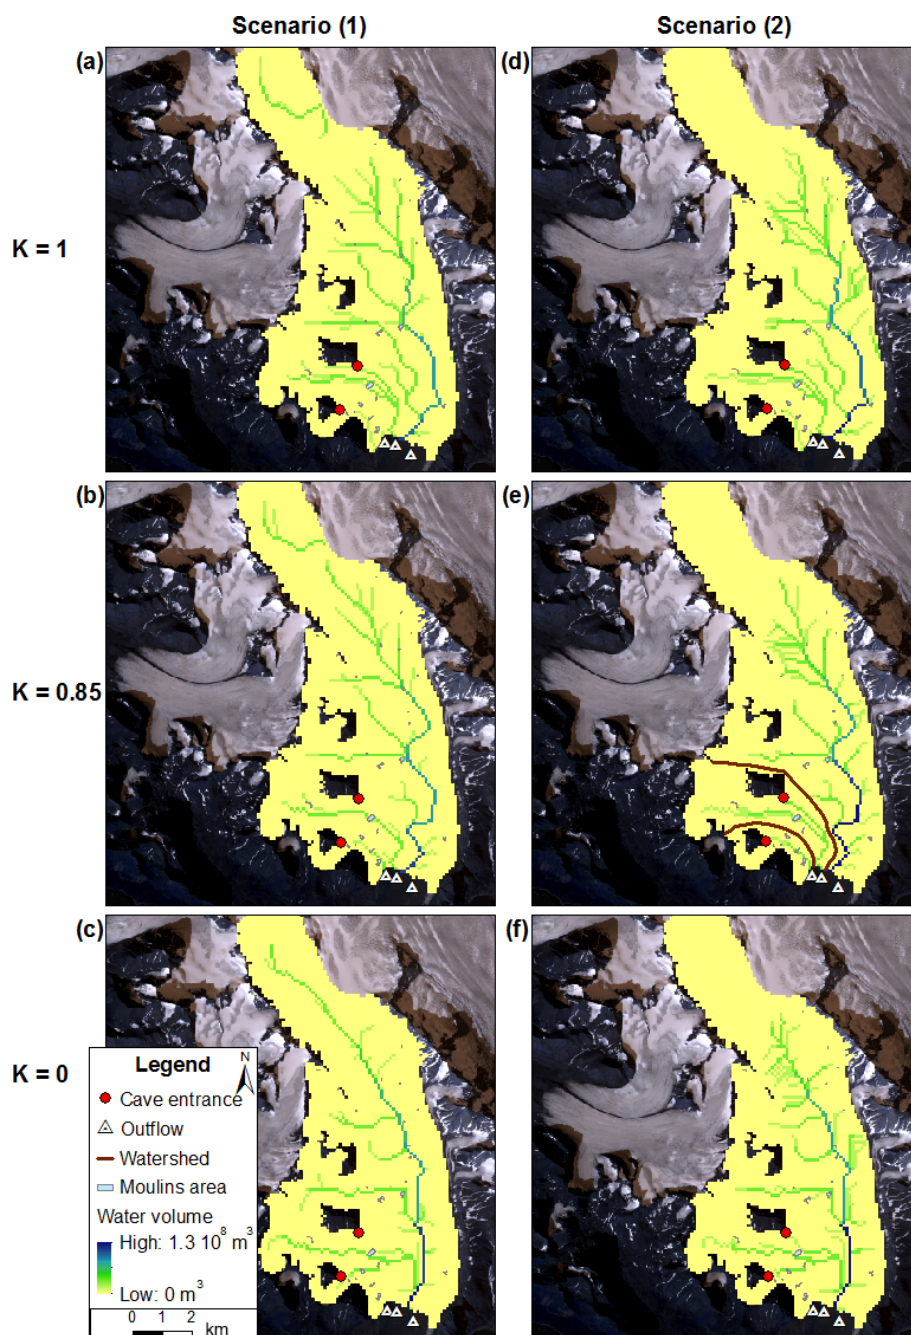 Scenario (1)
Scenario (2)
(a)
(d)
K = 1
(b)
(e)
K = 0.85
(c)
(f)
K = 0
Legend
N
Cave entrance
Outflow
Watershed
Moulins area
Water volume
High: 1.3 10⁸ m³
Low: 0 m³
0 1 2
km